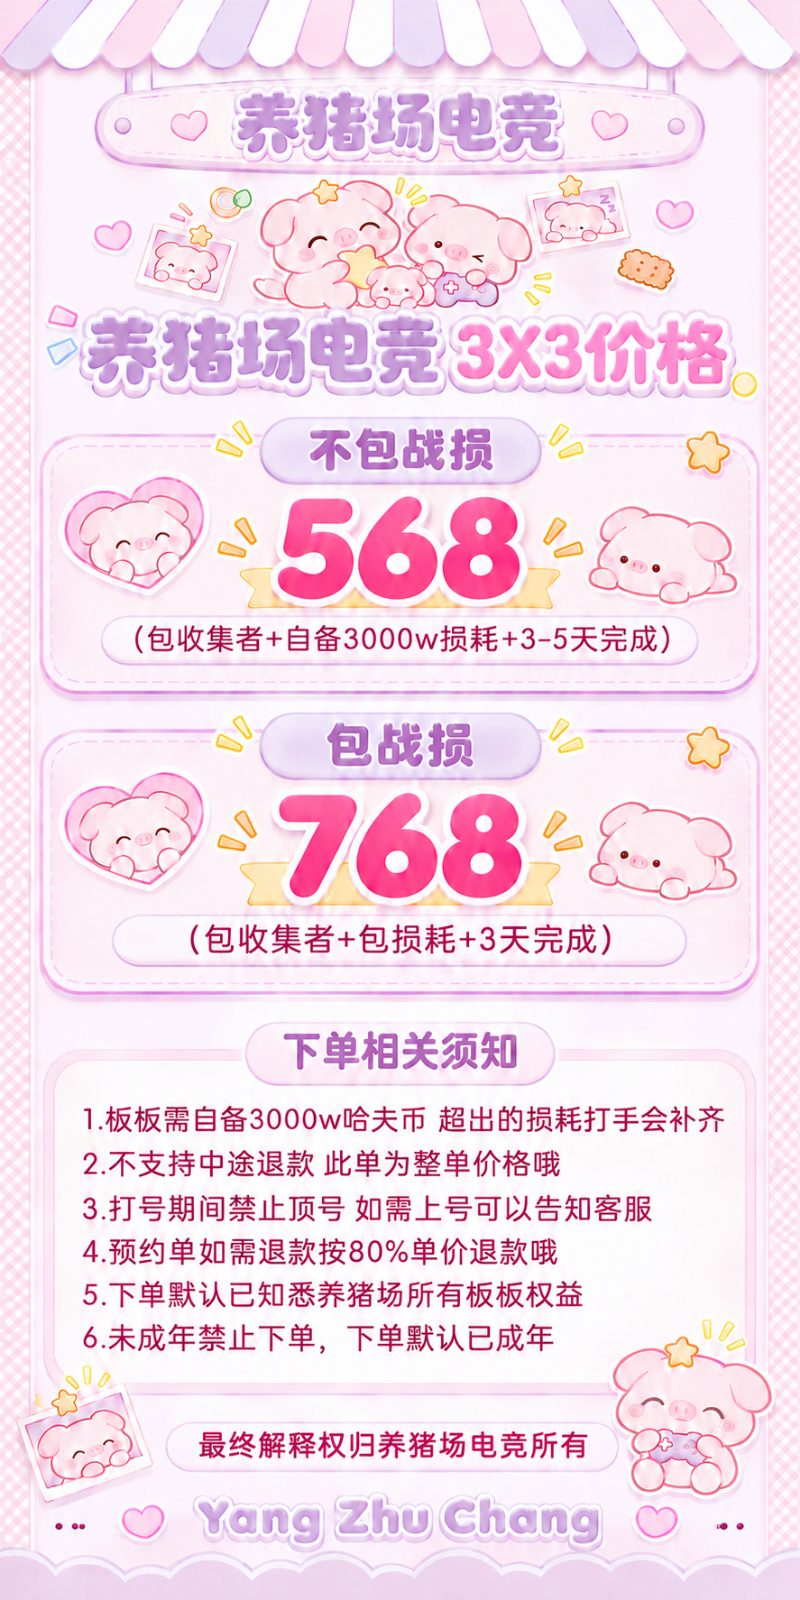 养猪场电竞
养猪场电竞 3X3价格
不包战损
568
（包收集者+自备3000w损耗+3-5天完成）
包战损
768
（包收集者+包损耗+3天完成）
下单相关须知
1.板板需自备3000w哈夫币 超出的损耗打手会补齐
2.不支持中途退款 此单为整单价格哦
3.打号期间禁止顶号 如需上号可以告知客服
4.预约单如需退款按80%单价退款哦
5.下单默认已知悉养猪场所有板板权益
6.未成年禁止下单，下单默认已成年
最终解释权归养猪场电竞所有
Yang Zhu Chang